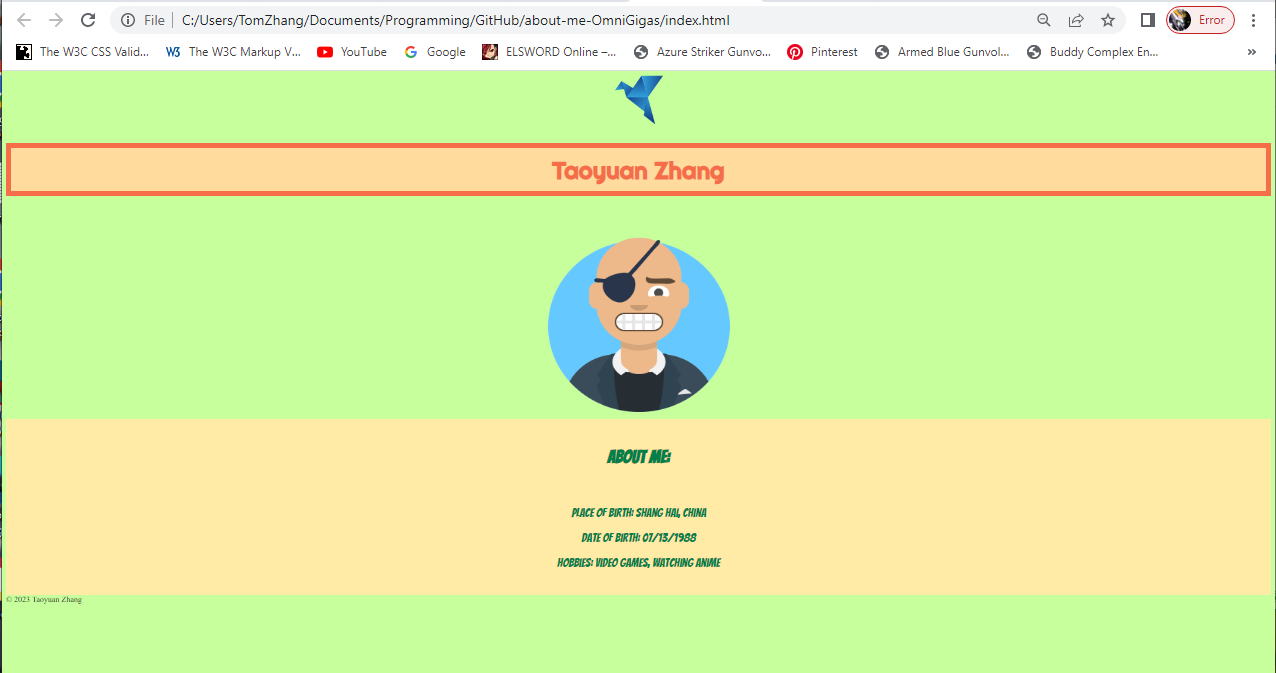 File C:/Users/TomZhang/Documents/Programming/GitHub/about-me-OmniGigas/index.html Error
The W3C CSS Valid... W3 The W3C Markup V... YouTube Google ELSWORD Online –... Azure Striker Gunvo... Pinterest Armed Blue Gunvol... Buddy Complex En... »
Taoyuan Zhang
ABOUT ME:
PLACE OF BIRTH: SHANG HAI, CHINA
DATE OF BIRTH: 07/13/1988
HOBBIES: VIDEO GAMES, WATCHING ANIME
© 2023 Taoyuan Zhang